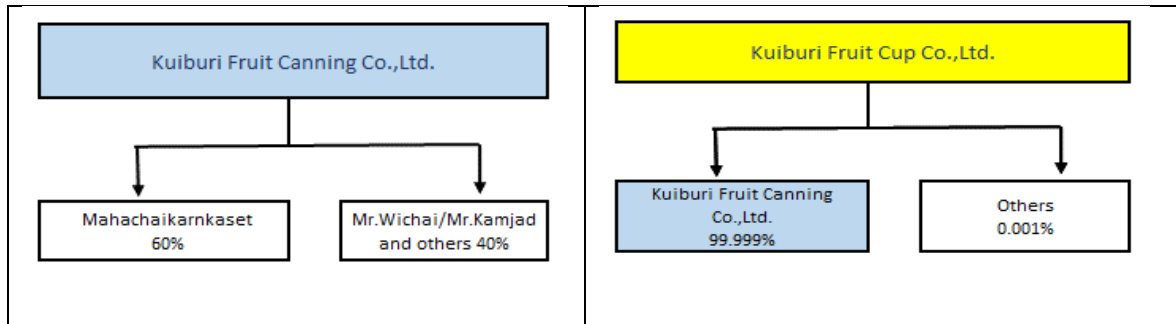 Kuiburi Fruit Canning Co.,Ltd.
Mahachaikarnkaset
60%
Mr.Wichai/Mr.Kamjad
and others 40%
Kuiburi Fruit Cup Co.,Ltd.
Kuiburi Fruit Canning
Co.,Ltd.
99.999%
Others
0.001%